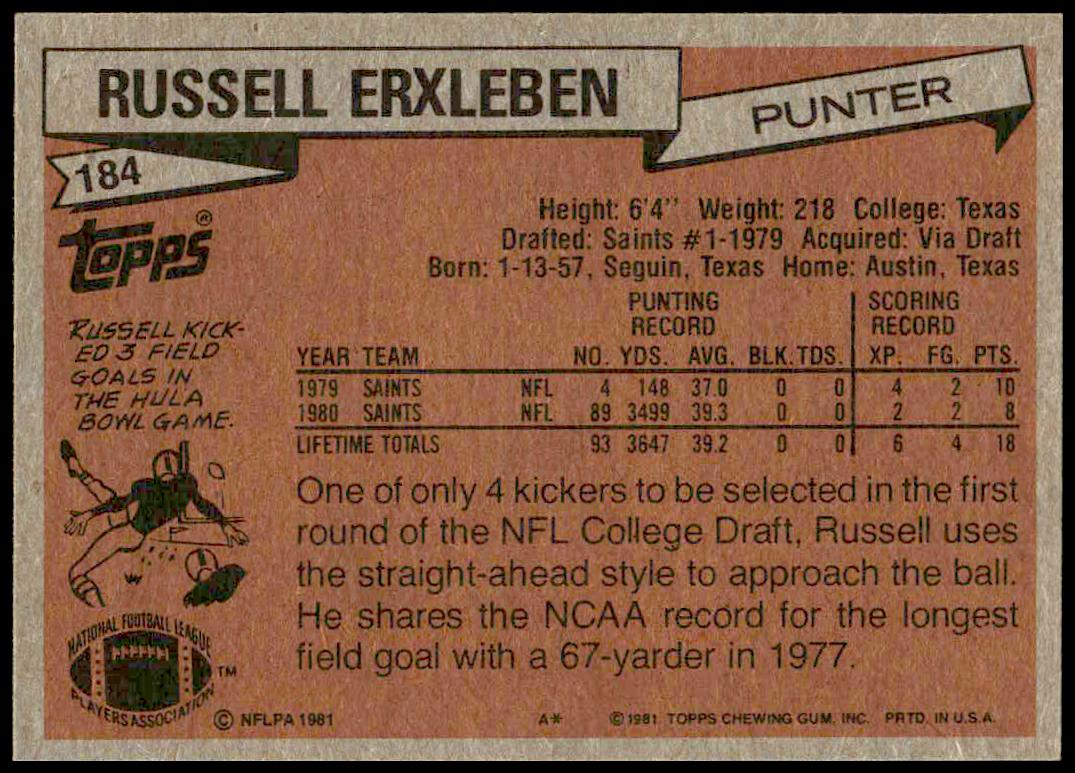 RUSSELL ERXLEBEN
PUNTER
184
TOPPS®
Height: 6'4" Weight: 218 College: Texas
Drafted: Saints #1-1979 Acquired: Via Draft
Born: 1-13-57, Seguin, Texas Home: Austin, Texas
RUSSELL KICK-
ED 3 FIELD
GOALS IN
THE HULA
BOWL GAME.
PUNTING RECORD SCORING RECORD
YEAR TEAM NO. YDS. AVG. BLK. TDS. XP. FG. PTS.
1979 SAINTS NFL 4 148 37.0 0 0 4 2 10
1980 SAINTS NFL 89 3499 39.3 0 0 2 2 8
LIFETIME TOTALS 93 3647 39.2 0 0 6 4 18
One of only 4 kickers to be selected in the first
round of the NFL College Draft, Russell uses
the straight-ahead style to approach the ball.
He shares the NCAA record for the longest
field goal with a 67-yarder in 1977.
NATIONAL FOOTBALL LEAGUE
PLAYERS ASSOCIATION
TM
© NFLPA 1981 A* © 1981 TOPPS CHEWING GUM, INC. PRTD. IN U.S.A.